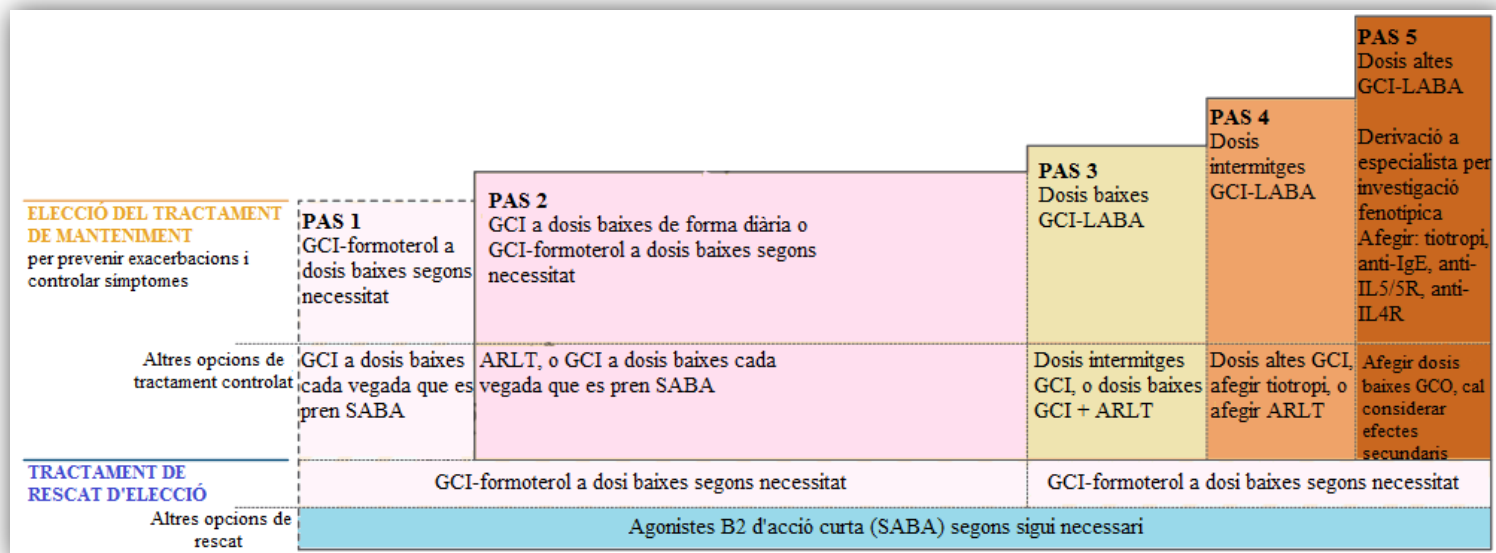 ELECCIÓ DEL TRACTAMENT
DE MANTENIMENT
per prevenir exacerbacions i
controlar símptomes
PAS 1
GCI-formoterol a
dosis baixes segons
necessitat
PAS 2
GCI a dosis baixes de forma diária o
GCI-formoterol a dosis baixes segons
necessitat
PAS 3
Dosis baixes
GCI-LABA
PAS 4
Dosis
intermitges
GCI-LABA
PAS 5
Dosis altes
GCI-LABA
Derivació a
especialista per
investigació
fenotípica
Afegir: tiotropi,
anti-IgE, anti-
IL5/5R, anti-
IL4R
Altres opcions de
tractament controlat
GCI a dosis baixes
cada vegada que es
pren SABA
ARLT, o GCI a dosis baixes cada
vegada que es pren SABA
Dosis intermitges
GCI, o dosis baixes
GCI + ARLT
Dosis altes GCI,
afegir tiotropi, o
afegir ARLT
Afegir dosis
baixes GCO, cal
considerar
efectes
secundaris
TRACTAMENT DE
RESCAT D'ELECCIÓ
GCI-formoterol a dosi baixes segons necessitat
GCI-formoterol a dosi baixes segons necessitat
Altres opcions de
rescat
Agonistes B2 d'acció curta (SABA) segons sigui necessari